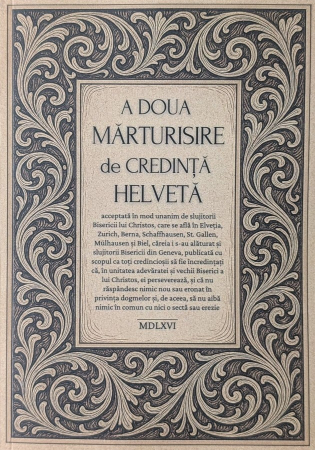 A DOUA
MĂRTURISIRE
de CREDINȚĂ
HELVETĂ
acceptată în mod unanim de slujitorii
Bisericii lui Christos, care se află în Elveția,
Zurich, Berna, Schaffhausen, St. Gallen,
Mülhausen și Biel, căreia i s-au alăturat și
slujitorii Bisericii din Geneva, publicată cu
scopul ca toți credincioșii să fie încredințați
că, în unitatea adevăratei și vechii Biserici a
lui Christos, ei perseverează, și că nu
răspândesc nimic nou sau eronat în
privința dogmelor și, de aceea, să nu aibă
nimic în comun cu nici o sectă sau erezie
MDLXVI